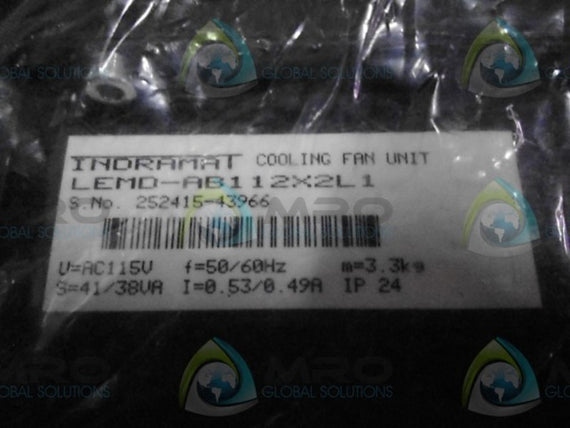 MRO
GLOBAL SOLUTIONS
INDRAMAT COOLING FAN UNIT
LEMD-AB112X2L1
S.No. 252415-43966
U=AC115V f=50/60Hz m=3.3kg
S=41/38VA I=0.53/0.49A IP 24
MRO
GLOBAL SOLUTIONS